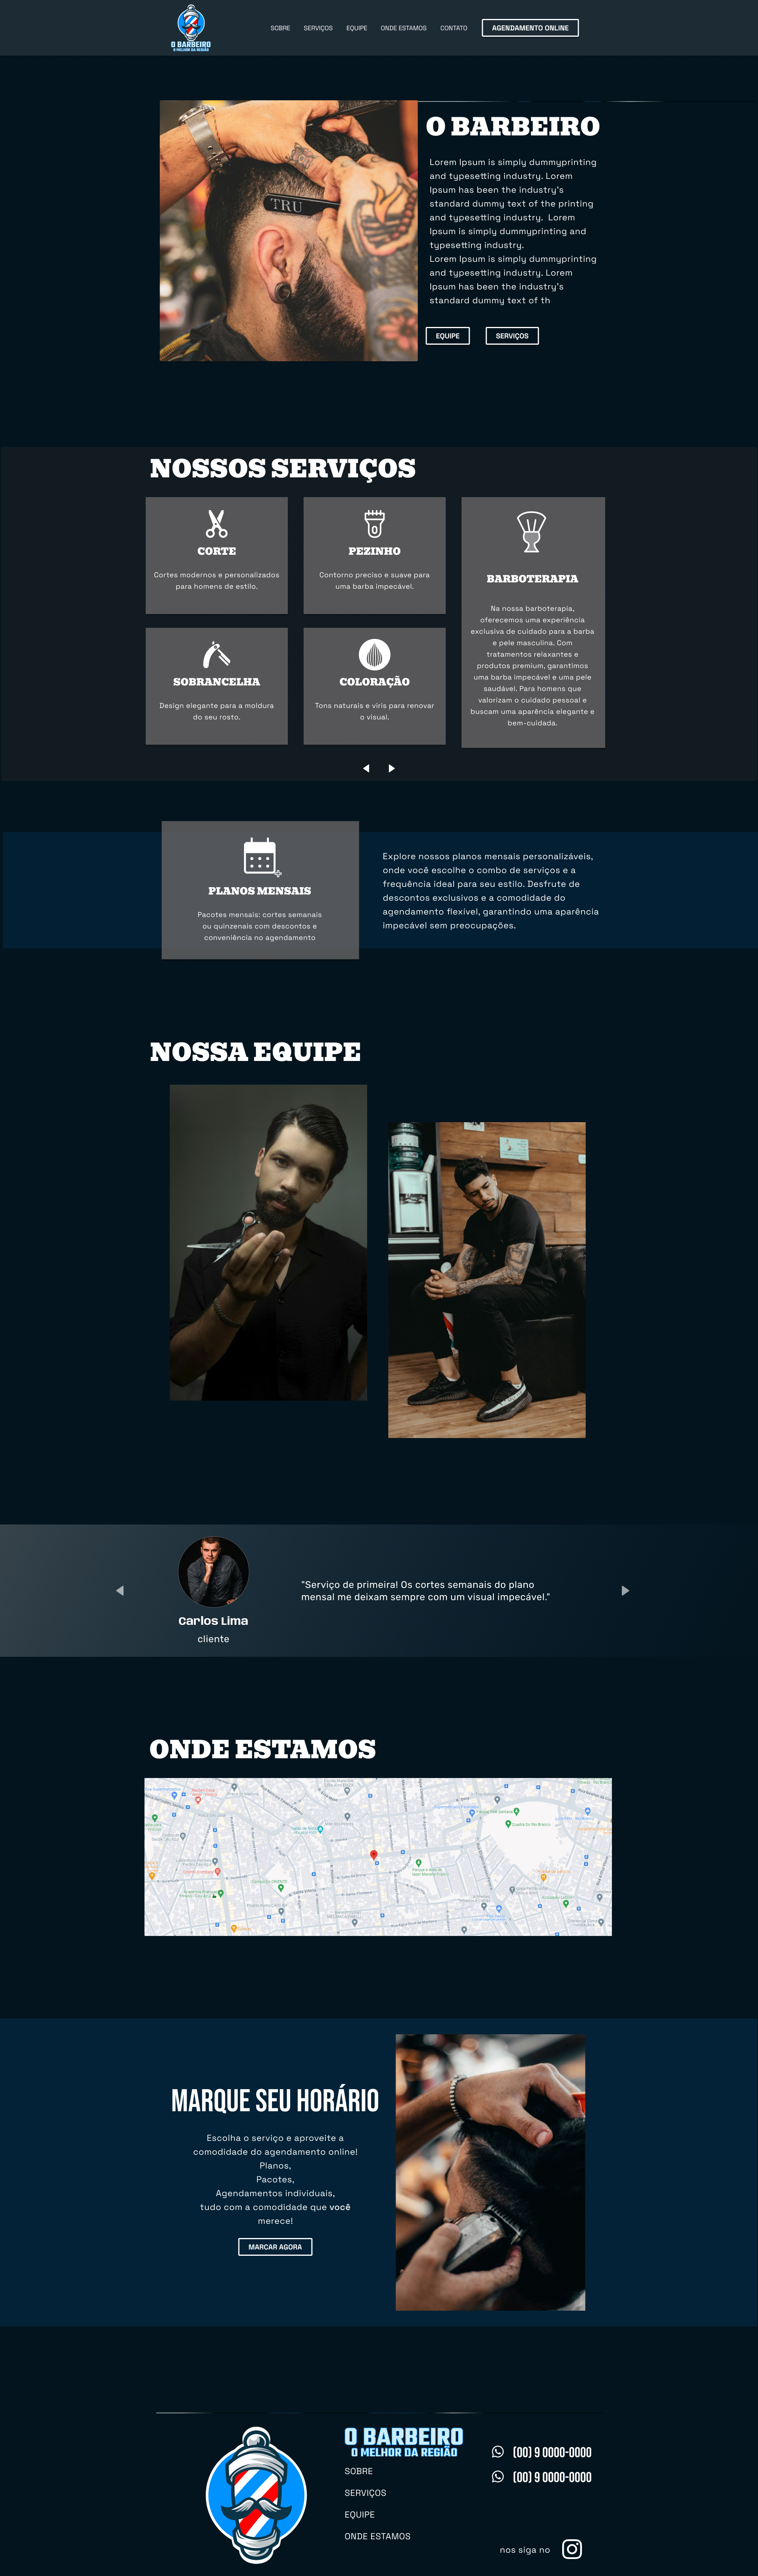 O BARBEIRO
O MELHOR DA REGIÃO
SOBRE
SERVIÇOS
EQUIPE
ONDE ESTAMOS
CONTATO
AGENDAMENTO ONLINE
TRU
O BARBEIRO
Lorem Ipsum is simply dummyprinting
and typesetting industry. Lorem
Ipsum has been the industry's
standard dummy text of the printing
and typesetting industry. Lorem
Ipsum is simply dummyprinting and
typesetting industry.
Lorem Ipsum is simply dummyprinting
and typesetting industry. Lorem
Ipsum has been the industry's
standard dummy text of th
EQUIPE
SERVIÇOS
NOSSOS SERVIÇOS
CORTE
Cortes modernos e personalizados
para homens de estilo.
PEZINHO
Contorno preciso e suave para
uma barba impecável.
BARBOTERAPIA
Na nossa barboterapia,
oferecemos uma experiência
exclusiva de cuidado para a barba
e pele masculina. Com
tratamentos relaxantes e
produtos premium, garantimos
uma barba impecável e uma pele
saudável. Para homens que
valorizam o cuidado pessoal e
buscam uma aparência elegante e
bem-cuidada.
SOBRANCELHA
Design elegante para a moldura
do seu rosto.
COLORAÇÃO
Tons naturais e viris para renovar
o visual.
PLANOS MENSAIS
Pacotes mensais: cortes semanais
ou quinzenais com descontos e
conveniência no agendamento
Explore nossos planos mensais personalizáveis,
onde você escolhe o combo de serviços e a
frequência ideal para seu estilo. Desfrute de
descontos exclusivos e a comodidade do
agendamento flexível, garantindo uma aparência
impecável sem preocupações.
NOSSA EQUIPE
Carlos Lima
cliente
"Serviço de primeira! Os cortes semanais do plano
mensal me deixam sempre com um visual impecável."
ONDE ESTAMOS
MARQUE SEU HORÁRIO
Escolha o serviço e aproveite a
comodidade do agendamento online!
Planos,
Pacotes,
Agendamentos individuais,
tudo com a comodidade que você
merece!
MARCAR AGORA
O BARBEIRO
O MELHOR DA REGIÃO
SOBRE
SERVIÇOS
EQUIPE
ONDE ESTAMOS
(00) 9 0000-0000
(00) 9 0000-0000
nos siga no